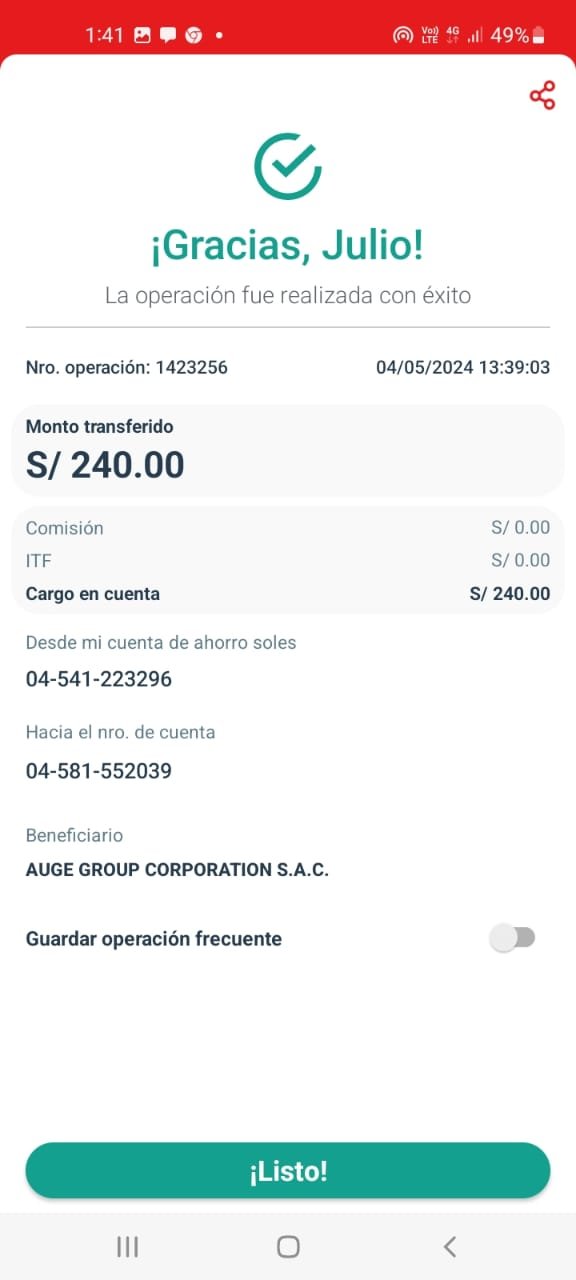 1:41 Vo) LTE 4G 49%
¡Gracias, Julio!
La operación fue realizada con éxito
Nro. operación: 1423256 04/05/2024 13:39:03
Monto transferido
S/ 240.00
Comisión S/ 0.00
ITF S/ 0.00
Cargo en cuenta S/ 240.00
Desde mi cuenta de ahorro soles
04-541-223296
Hacia el nro. de cuenta
04-581-552039
Beneficiario
AUGE GROUP CORPORATION S.A.C.
Guardar operación frecuente
¡Listo!